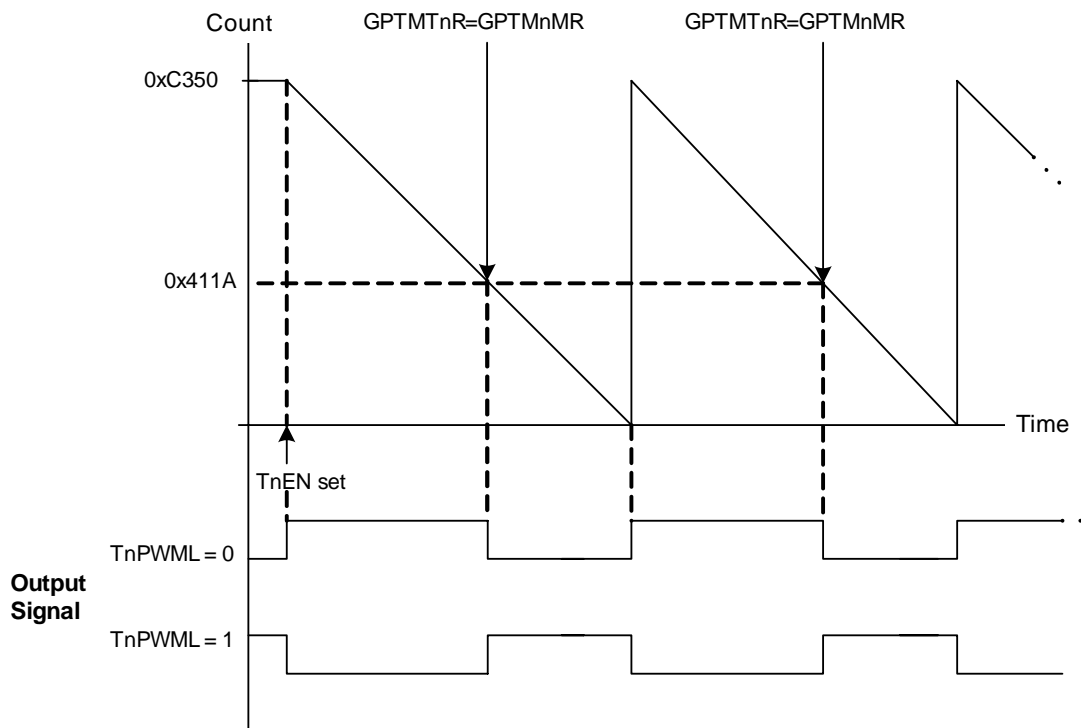 Count
GPTMTnR=GPTMnMR
GPTMTnR=GPTMnMR
0xC350
0x411A
Time
TnEN set
TnPWML = 0
Output
Signal
TnPWML = 1